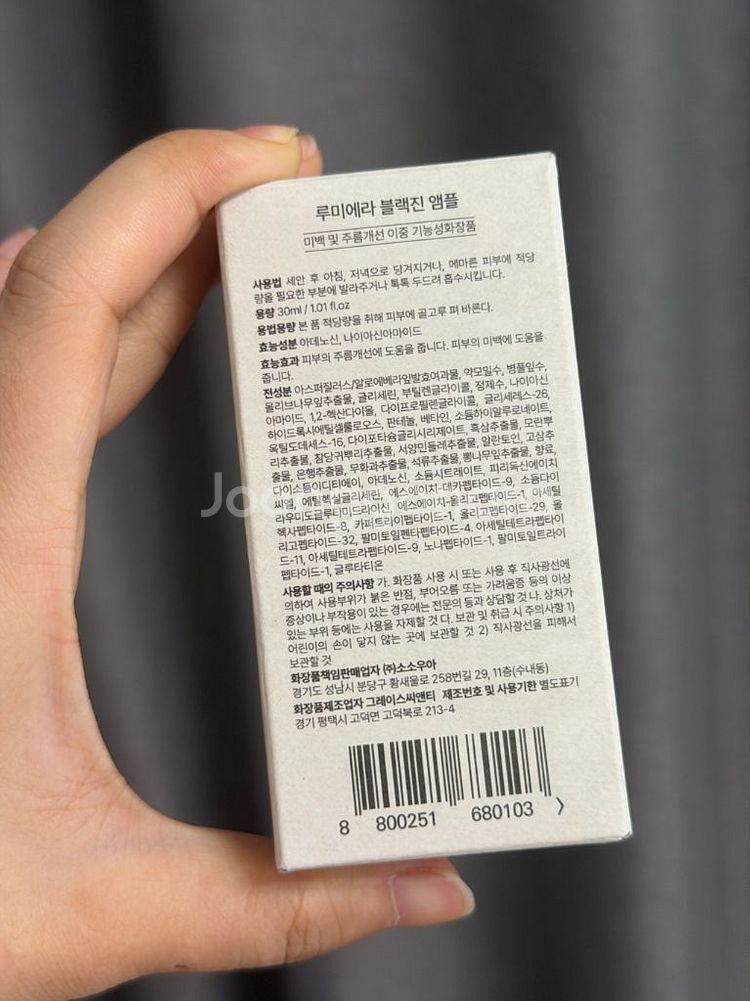 루미에라 블랙진 앰플
미백 및 주름개선 이중 기능성화장품
사용법 세안 후 아침, 저녁으로 당겨지거나, 메마른 피부에 적당
량을 필요한 부분에 발라주거나 톡톡 두드려 흡수시킵니다.
용량 30ml / 1.01 fl.oz
용법용량 본 품 적당량을 취해 피부에 골고루 펴 바른다.
효능성분 아데노신, 나이아신아마이드
효능효과 피부의 주름개선에 도움을 줍니다. 피부의 미백에 도움을
줍니다.
전성분 아스퍼질러스/알로에베라잎발효여과물, 약모밀수, 병풀잎수,
올리브나무잎추출물, 글리세린, 부틸렌글라이콜, 정제수, 나이아신
아마이드, 1,2-헥산다이올, 다이프로필렌글라이콜, 글리세레스-26,
하이드록시에틸셀룰로오스, 판테놀, 베타인, 소듐하이알루로네이트,
옥틸도데세스-16, 다이포타슘글리시리제이트, 흑삼추출물, 모란뿌
리추출물, 참당귀뿌리추출물, 서양민들레추출물, 알란토인, 고삼추
출물, 은행추출물, 무화과추출물, 석류추출물, 뽕나무잎추출물, 향료,
다이소듐이디티에이, 아데노신, 소듐시트레이트, 피리독신에이치
씨엘, 에틸헥실글리세린, 에스에이치-데카펩타이드-9, 소듐다이
라우라미도글루타미드라이신, 에스에이치-올리고펩타이드-1, 아세틸
헥사펩타이드-8, 카퍼트라이펩타이드-1, 올리고펩타이드-29, 올
리고펩타이드-32, 팔미토일펜타펩타이드-4, 아세틸테트라펩타이
드-11, 아세틸테트라펩타이드-9, 노나펩타이드-1, 팔미토일트라이
펩타이드-1, 글루타티온
사용할 때의 주의사항 가. 화장품 사용 시 또는 사용 후 직사광선에
의하여 사용부위가 붉은 반점, 부어오름 또는 가려움증 등의 이상
증상이나 부작용이 있는 경우에는 전문의 등과 상담할 것 나. 상처가
있는 부위 등에는 사용을 자제할 것 다. 보관 및 취급 시 주의사항 1)
어린이의 손이 닿지 않는 곳에 보관할 것 2) 직사광선을 피해서
보관할 것
화장품책임판매업자 (주)소소우아
경기도 성남시 분당구 황새울로 258번길 29, 11층(수내동)
화장품제조업자 그레이스씨앤티 제조번호 및 사용기한 별도표기
경기 평택시 고덕면 고덕북로 213-4
8 800251 680103 >